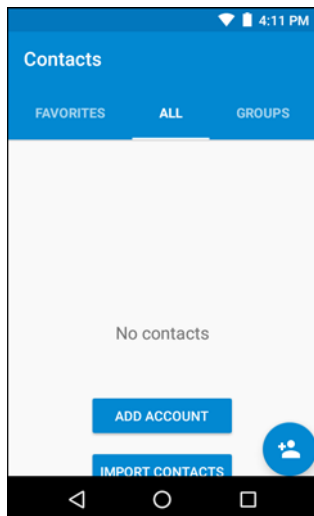 4:11 PM
Contacts
FAVORITES ALL GROUPS
No contacts
ADD ACCOUNT
IMPORT CONTACTS